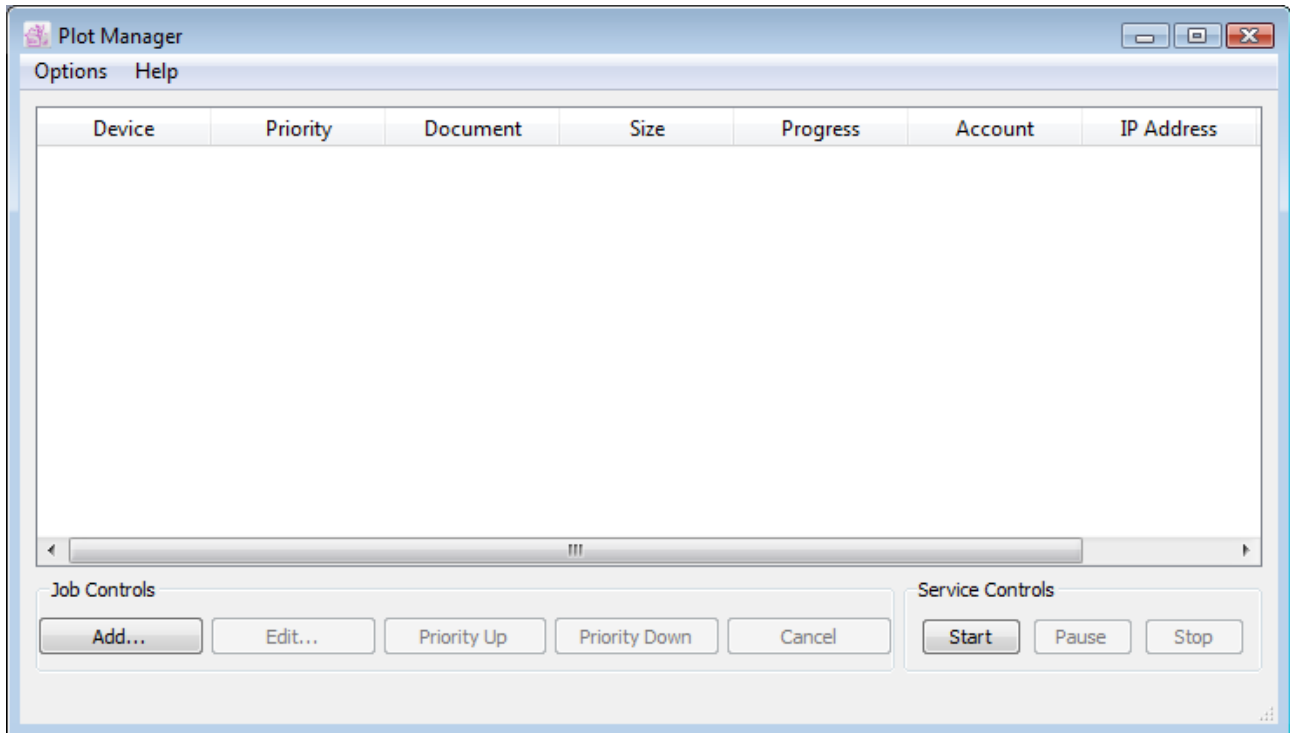 Plot Manager
Options Help
Device Priority Document Size Progress Account IP Address
Job Controls Service Controls
Add... Edit... Priority Up Priority Down Cancel Start Pause Stop